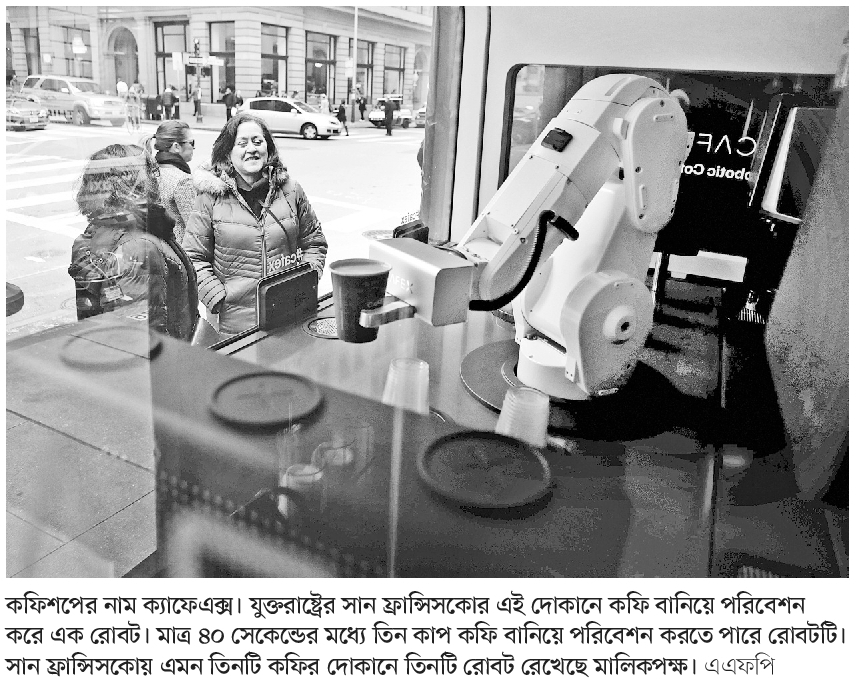 CAFE
obotic Co
#cafex
কফিশপের নাম ক্যাফেএক্স। যুক্তরাষ্ট্রের সান ফ্রান্সিসকোর এই দোকানে কফি বানিয়ে পরিবেশন
করে এক রোবট। মাত্র ৪০ সেকেন্ডের মধ্যে তিন কাপ কফি বানিয়ে পরিবেশন করতে পারে রোবটটি।
সান ফ্রান্সিসকোয় এমন তিনটি কফির দোকানে তিনটি রোবট রেখেছে মালিকপক্ষ। এএফপি